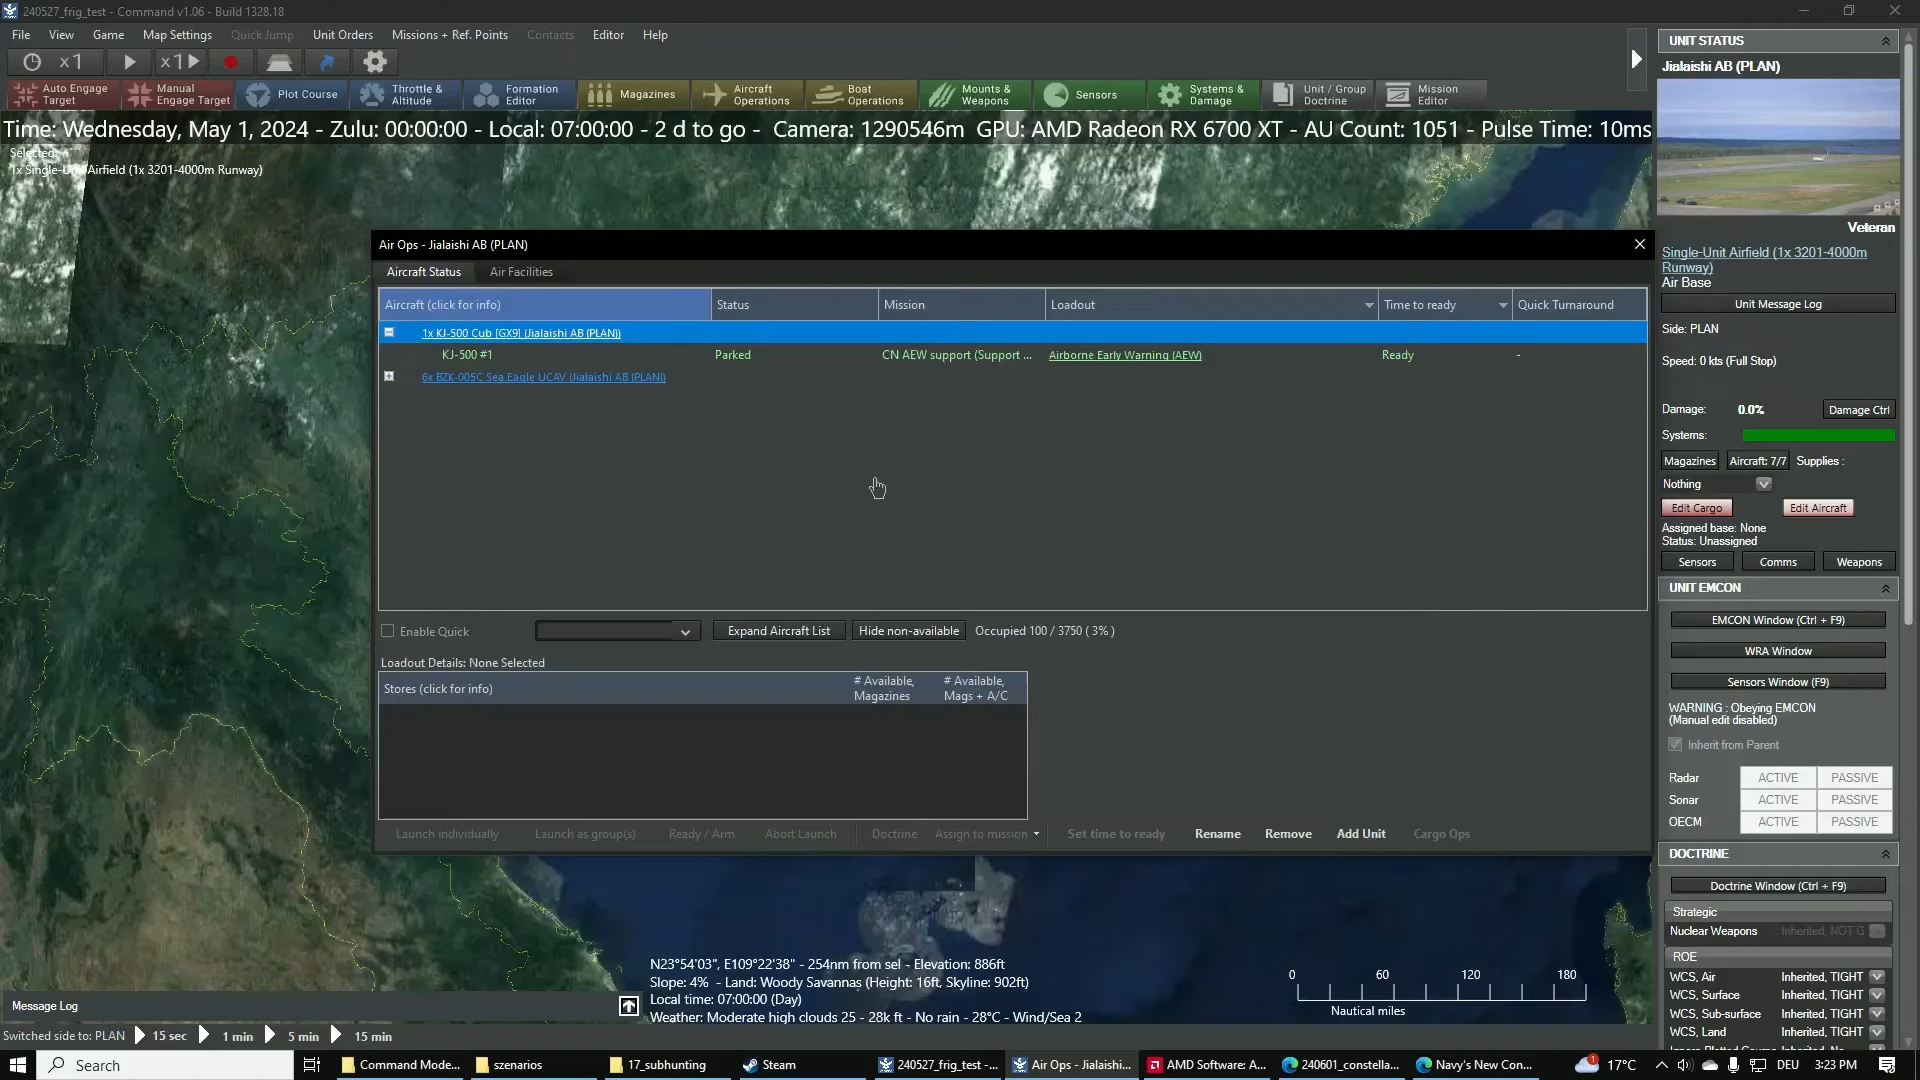 240527_frig_test - Command v1.06 - Build 1328.18
File View Game Map Settings Quick Jump Unit Orders Missions + Ref. Points Contacts Editor Help
x1 x1
Auto Engage Target
Manual Engage Target
Plot Course
Throttle & Altitude
Formation Editor
Magazines
Aircraft Operations
Boat Operations
Mounts & Weapons
Sensors
Systems & Damage
Unit / Group Doctrine
Mission Editor
Time: Wednesday, May 1, 2024 - Zulu: 00:00:00 - Local: 07:00:00 - 2 d to go - Camera: 1290546m GPU: AMD Radeon RX 6700 XT - AU Count: 1051 - Pulse Time: 10ms
Selected:
1x Single-Unit Airfield (1x 3201-4000m Runway)
Air Ops - Jialaishi AB (PLAN)
Aircraft Status Air Facilities
Aircraft (click for info) Status Mission Loadout Time to ready Quick Turnaround
1x KJ-500 Cub [GX9] (Jialaishi AB (PLAN))
KJ-500 #1 Parked CN AEW support (Support ... Airborne Early Warning (AEW) Ready -
6x BZK-005C Sea Eagle UCAV (Jialaishi AB (PLAN))
Enable Quick Expand Aircraft List Hide non-available Occupied 100 / 3750 ( 3% )
Loadout Details: None Selected
Stores (click for info) # Available, Magazines # Available, Mags + A/C
Launch individually Launch as group(s) Ready / Arm Abort Launch Doctrine Assign to mission Set time to ready Rename Remove Add Unit Cargo Ops
N23°54'03", E109°22'38" - 254nm from sel - Elevation: 886ft
Slope: 4% - Land: Woody Savannas (Height: 16ft, Skyline: 902ft)
Local time: 07:00:00 (Day)
Weather: Moderate high clouds 25 - 28k ft - No rain - 28°C - Wind/Sea 2
0 60 120 180
Nautical miles
Message Log
Switched side to: PLAN 15 sec 1 min 5 min 15 min
UNIT STATUS
Jialaishi AB (PLAN)
Veteran
Single-Unit Airfield (1x 3201-4000m
Runway)
Air Base
Unit Message Log
Side: PLAN
Speed: 0 kts (Full Stop)
Damage: 0.0% Damage Ctrl
Systems:
Magazines Aircraft: 7/7 Supplies :
Nothing
Edit Cargo Edit Aircraft
Assigned base: None
Status: Unassigned
Sensors Comms Weapons
UNIT EMCON
EMCON Window (Ctrl + F9)
WRA Window
Sensors Window (F9)
WARNING : Obeying EMCON
(Manual edit disabled)
Inherit from Parent
Radar ACTIVE PASSIVE
Sonar ACTIVE PASSIVE
OECM ACTIVE PASSIVE
DOCTRINE
Doctrine Window (Ctrl + F9)
Strategic
Nuclear Weapons Inherited, NOT G
ROE
WCS, Air Inherited, TIGHT
WCS, Surface Inherited, TIGHT
WCS, Sub-surface Inherited, TIGHT
WCS, Land Inherited, TIGHT
Search Command Mode... szenarios 17_subhunting Steam 240527_frig_test -... Air Ops - Jialaishi... AMD Software: A... 240601_constella... Navy's New Con... 1 17°C DEU 3:23 PM